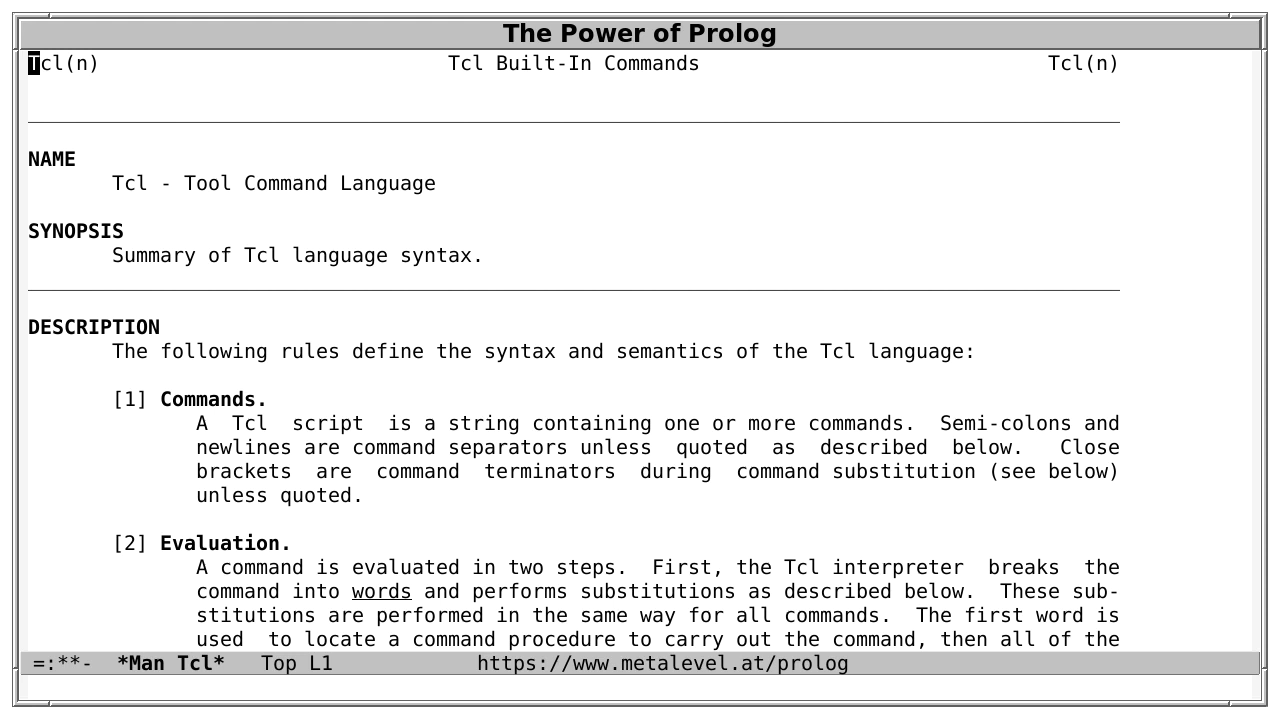 The Power of Prolog
Tcl(n) Tcl Built-In Commands Tcl(n)
NAME
Tcl - Tool Command Language
SYNOPSIS
Summary of Tcl language syntax.
DESCRIPTION
The following rules define the syntax and semantics of the Tcl language:
[1] Commands.
A Tcl script is a string containing one or more commands. Semi-colons and
newlines are command separators unless quoted as described below. Close
brackets are command terminators during command substitution (see below)
unless quoted.
[2] Evaluation.
A command is evaluated in two steps. First, the Tcl interpreter breaks the
command into words and performs substitutions as described below. These sub-
stitutions are performed in the same way for all commands. The first word is
used to locate a command procedure to carry out the command, then all of the
=:**- *Man Tcl* Top L1 https://www.metalevel.at/prolog